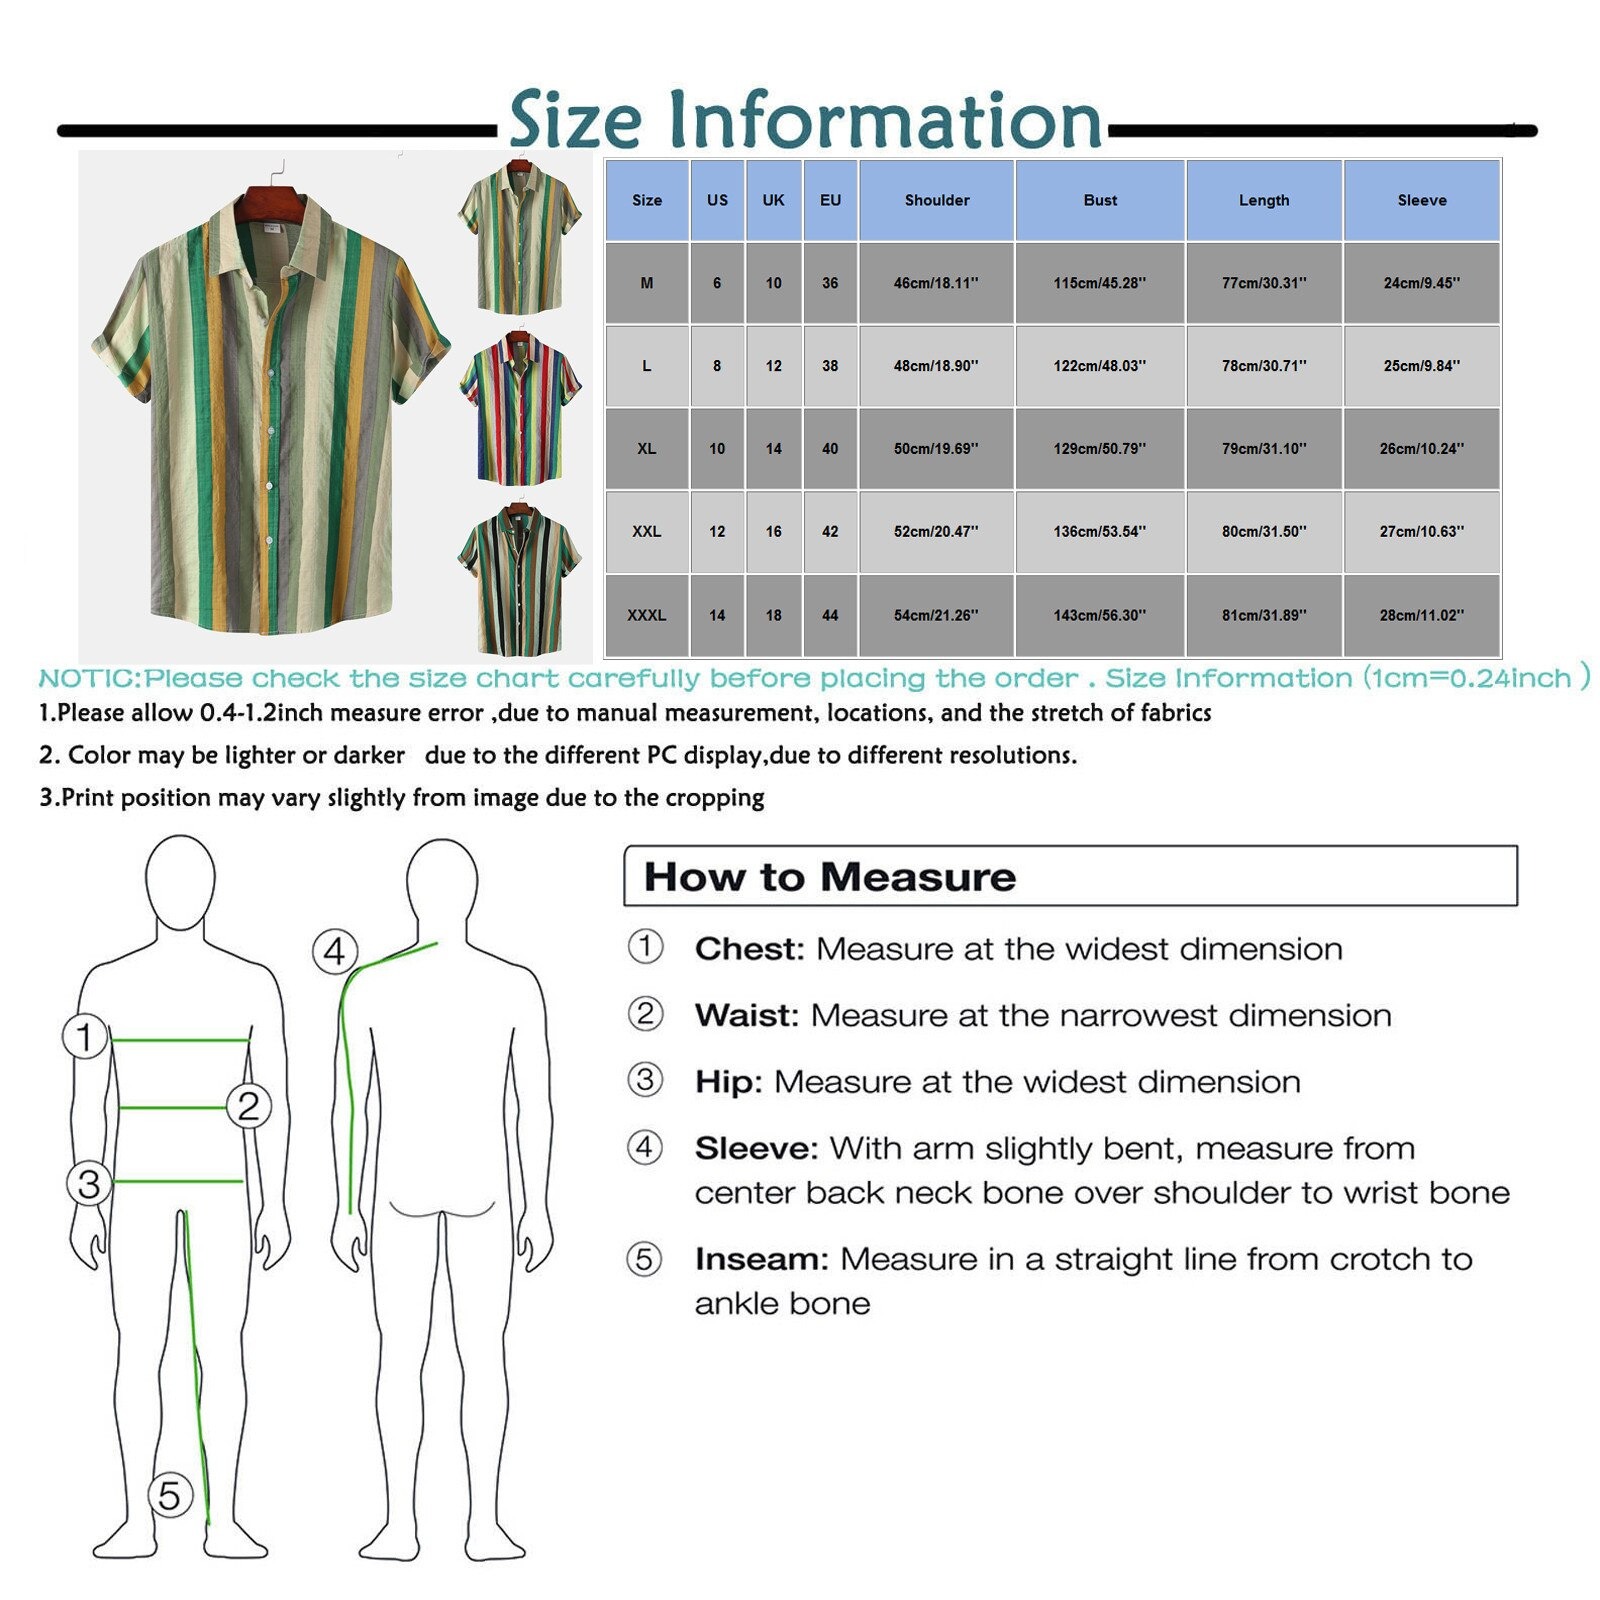 Size Information
Size US UK EU Shoulder Bust Length Sleeve
M 6 10 36 46cm/18.11'' 115cm/45.28'' 77cm/30.31'' 24cm/9.45''
L 8 12 38 48cm/18.90'' 122cm/48.03'' 78cm/30.71'' 25cm/9.84''
XL 10 14 40 50cm/19.69'' 129cm/50.79'' 79cm/31.10'' 26cm/10.24''
XXL 12 16 42 52cm/20.47'' 136cm/53.54'' 80cm/31.50'' 27cm/10.63''
XXXL 14 18 44 54cm/21.26'' 143cm/56.30'' 81cm/31.89'' 28cm/11.02''
NOTIC:Please check the size chart carefully before placing the order . Size Information (1cm=0.24inch )
1.Please allow 0.4-1.2inch measure error ,due to manual measurement, locations, and the stretch of fabrics
2. Color may be lighter or darker due to the different PC display,due to different resolutions.
3.Print position may vary slightly from image due to the cropping
1
2
3
4
5
How to Measure
1 Chest: Measure at the widest dimension
2 Waist: Measure at the narrowest dimension
3 Hip: Measure at the widest dimension
4 Sleeve: With arm slightly bent, measure from
center back neck bone over shoulder to wrist bone
5 Inseam: Measure in a straight line from crotch to
ankle bone